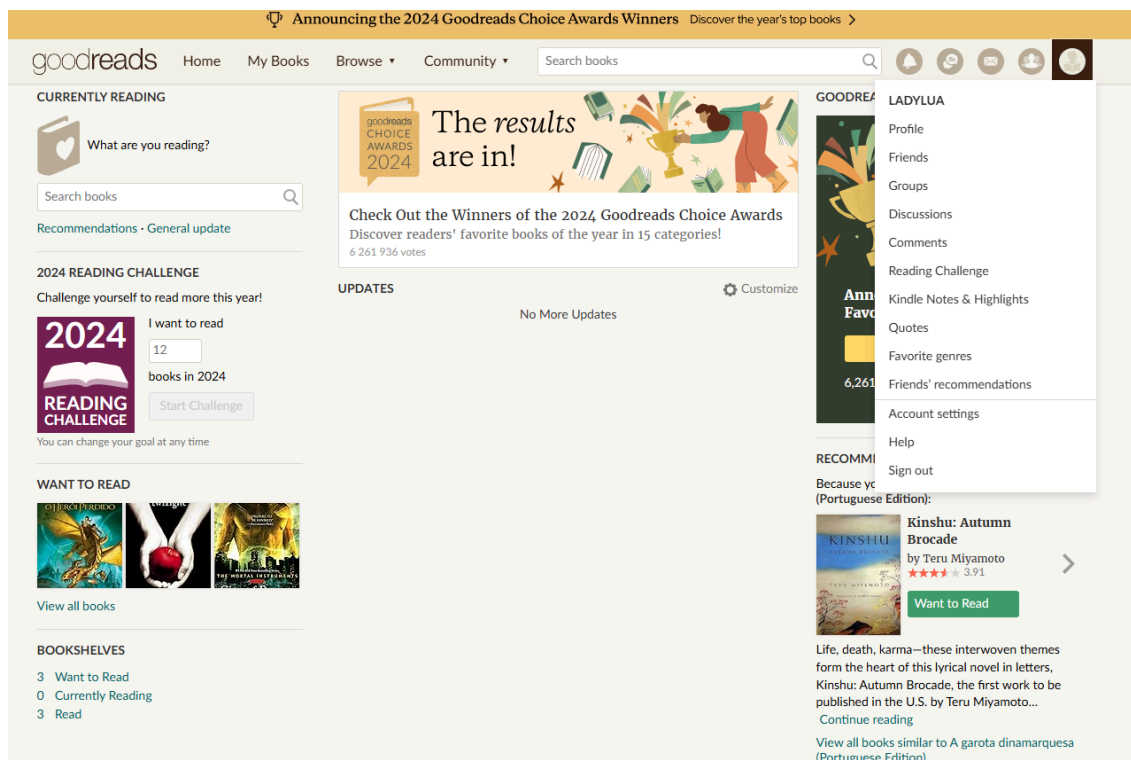 Announcing the 2024 Goodreads Choice Awards Winners Discover the year's top books
goodreads Home My Books Browse ▾ Community ▾ Search books
CURRENTLY READING
What are you reading?
Search books
Recommendations · General update
2024 READING CHALLENGE
Challenge yourself to read more this year!
2024
READING
CHALLENGE
I want to read
12
books in 2024
Start Challenge
You can change your goal at any time
WANT TO READ
O HERÓI PERDIDO
twilight
THE MORTAL INSTRUMENTS
View all books
BOOKSHELVES
3 Want to Read
0 Currently Reading
3 Read
goodreads
CHOICE
AWARDS
2024
The results
are in!
Check Out the Winners of the 2024 Goodreads Choice Awards
Discover readers' favorite books of the year in 15 categories!
6 261 936 votes
UPDATES
Customize
No More Updates
GOODREA
Ann
Favo
6,261
LADYLUA
Profile
Friends
Groups
Discussions
Comments
Reading Challenge
Kindle Notes & Highlights
Quotes
Favorite genres
Friends' recommendations
Account settings
Help
Sign out
RECOMM
Because yo
(Portuguese Edition):
KINSHU
AUTUMN BROCADE
TERU MIYAMOTO
Kinshu: Autumn
Brocade
by Teru Miyamoto
3.91
Want to Read
Life, death, karma—these interwoven themes
form the heart of this lyrical novel in letters,
Kinshu: Autumn Brocade, the first work to be
published in the U.S. by Teru Miyamoto...
Continue reading
View all books similar to A garota dinamarquesa
(Portuguese Edition)